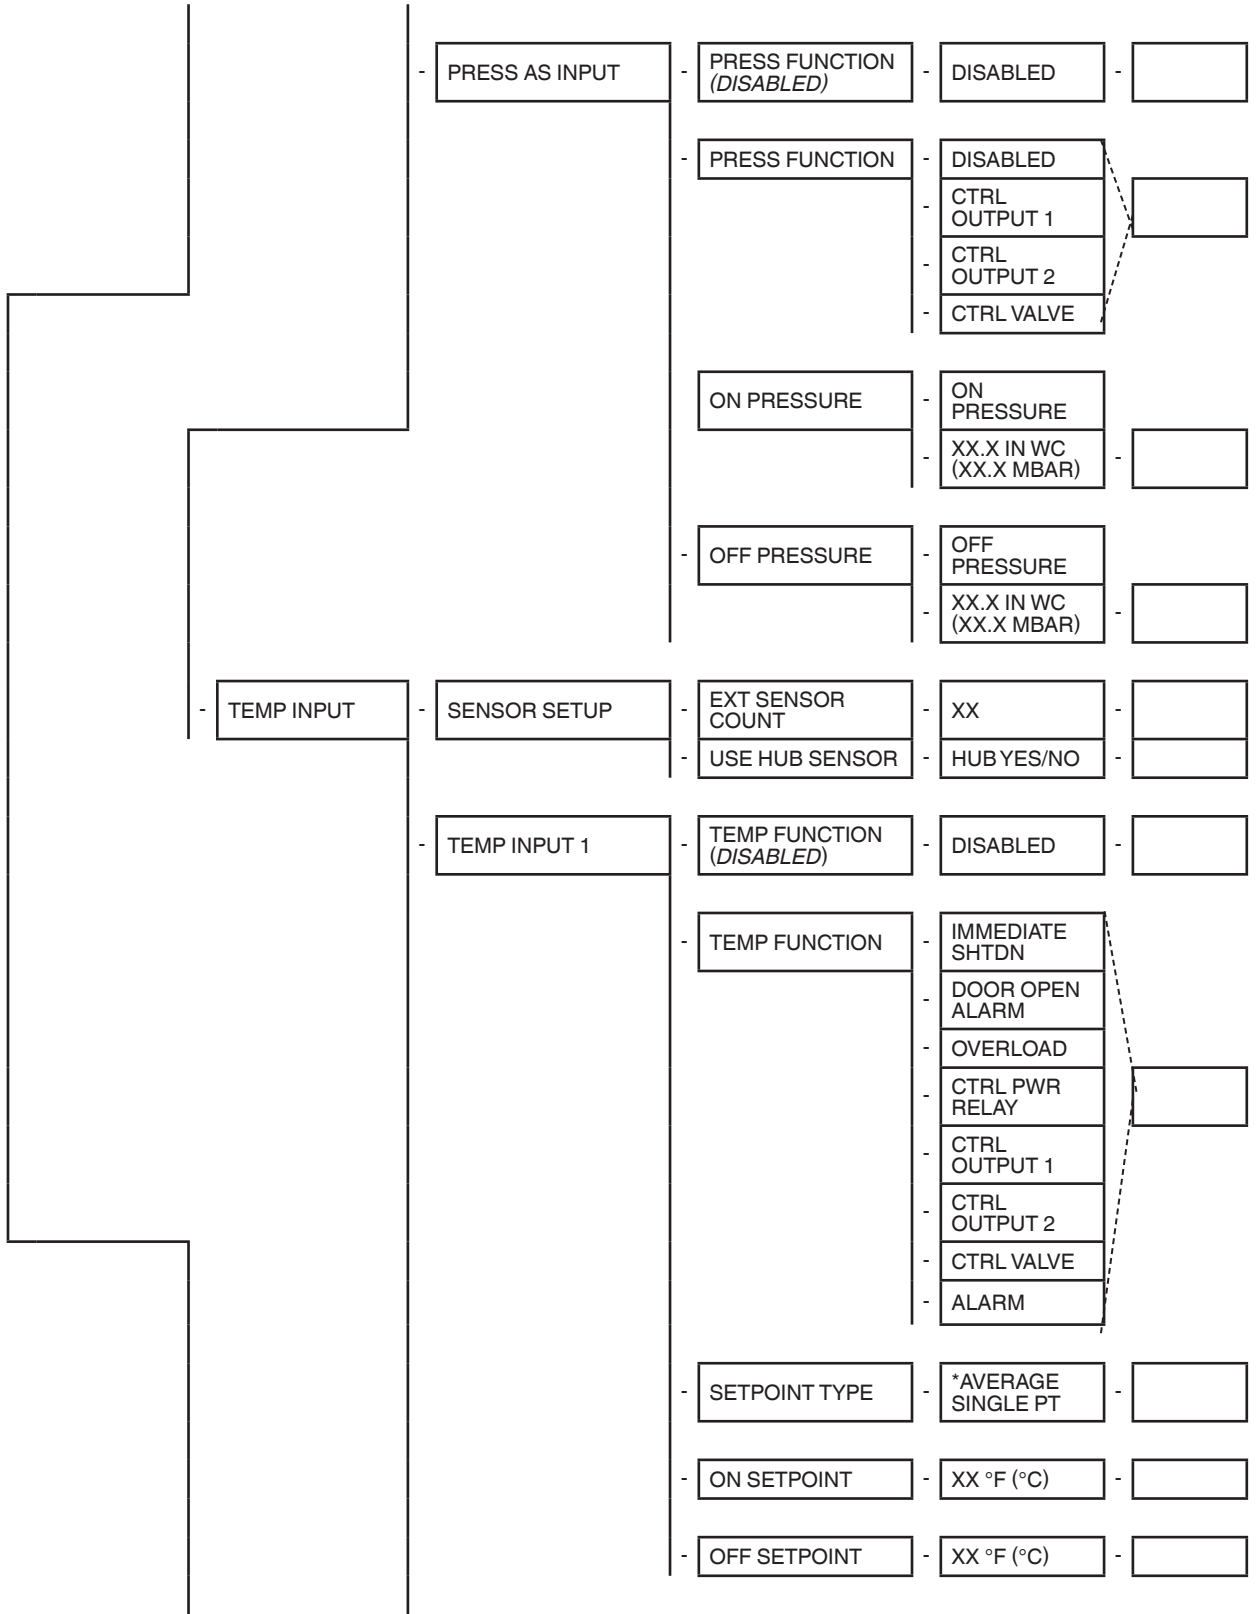 - PRESS AS INPUT - PRESS FUNCTION - DISABLED -
(DISABLED)
- PRESS FUNCTION - DISABLED
- CTRL
OUTPUT 1
- CTRL
OUTPUT 2
- CTRL VALVE
ON PRESSURE - ON
PRESSURE
- XX.X IN WC -
(XX.X MBAR)
- OFF PRESSURE - OFF
PRESSURE
- XX.X IN WC -
(XX.X MBAR)
- TEMP INPUT - SENSOR SETUP - EXT SENSOR - XX -
COUNT
- USE HUB SENSOR - HUB YES/NO -
- TEMP INPUT 1 - TEMP FUNCTION - DISABLED -
(DISABLED)
- TEMP FUNCTION - IMMEDIATE
SHTDN
- DOOR OPEN
ALARM
- OVERLOAD
- CTRL PWR
RELAY
- CTRL
OUTPUT 1
- CTRL
OUTPUT 2
- CTRL VALVE
- ALARM
- SETPOINT TYPE - *AVERAGE -
SINGLE PT
- ON SETPOINT - XX °F (°C) -
- OFF SETPOINT - XX °F (°C) -